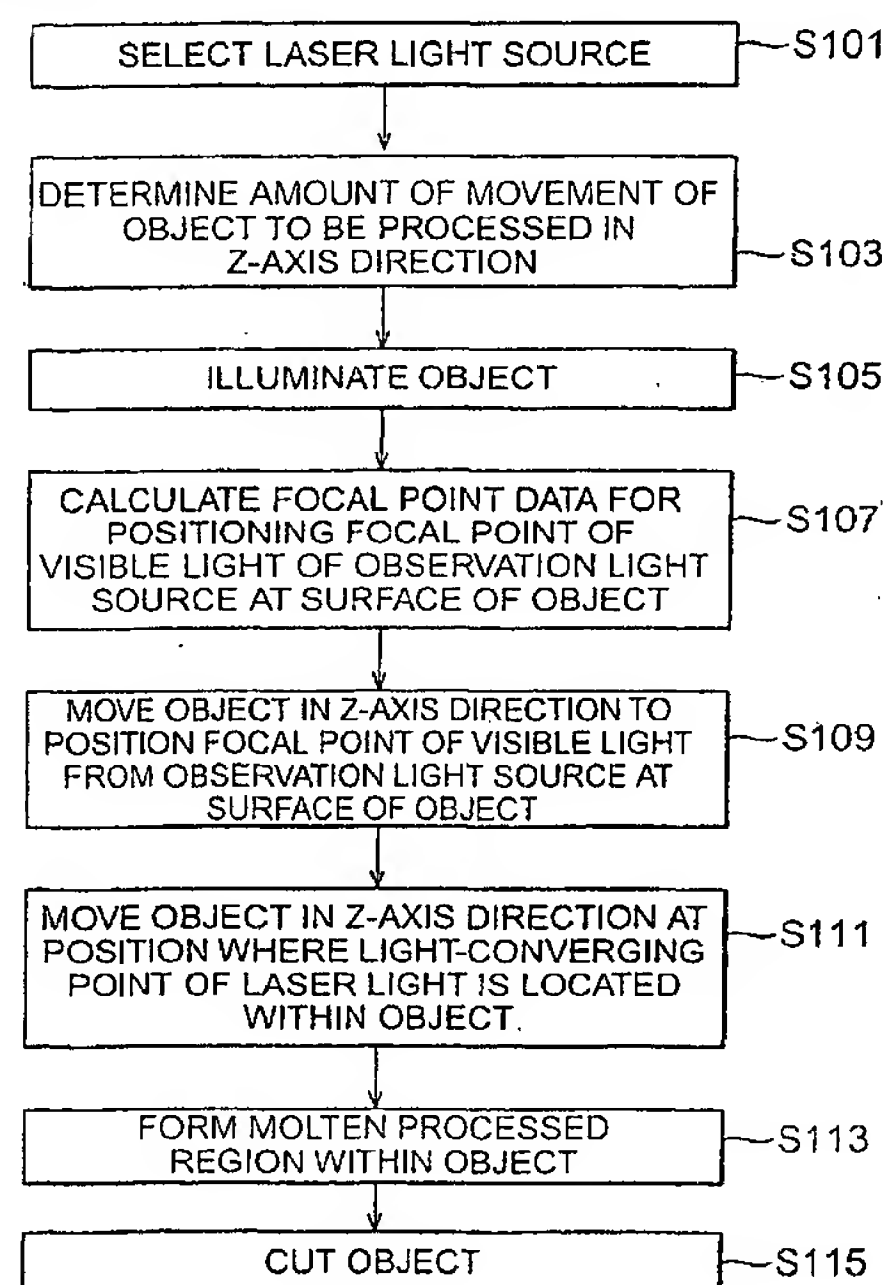 SELECT LASER LIGHT SOURCE
S101
DETERMINE AMOUNT OF MOVEMENT OF
OBJECT TO BE PROCESSED IN
Z-AXIS DIRECTION
S103
ILLUMINATE OBJECT
S105
CALCULATE FOCAL POINT DATA FOR
POSITIONING FOCAL POINT OF
VISIBLE LIGHT OF OBSERVATION LIGHT
SOURCE AT SURFACE OF OBJECT
S107
MOVE OBJECT IN Z-AXIS DIRECTION TO
POSITION FOCAL POINT OF VISIBLE LIGHT
FROM OBSERVATION LIGHT SOURCE AT
SURFACE OF OBJECT
S109
MOVE OBJECT IN Z-AXIS DIRECTION AT
POSITION WHERE LIGHT-CONVERGING
POINT OF LASER LIGHT IS LOCATED
WITHIN OBJECT.
S111
FORM MOLTEN PROCESSED
REGION WITHIN OBJECT
S113
CUT OBJECT
S115